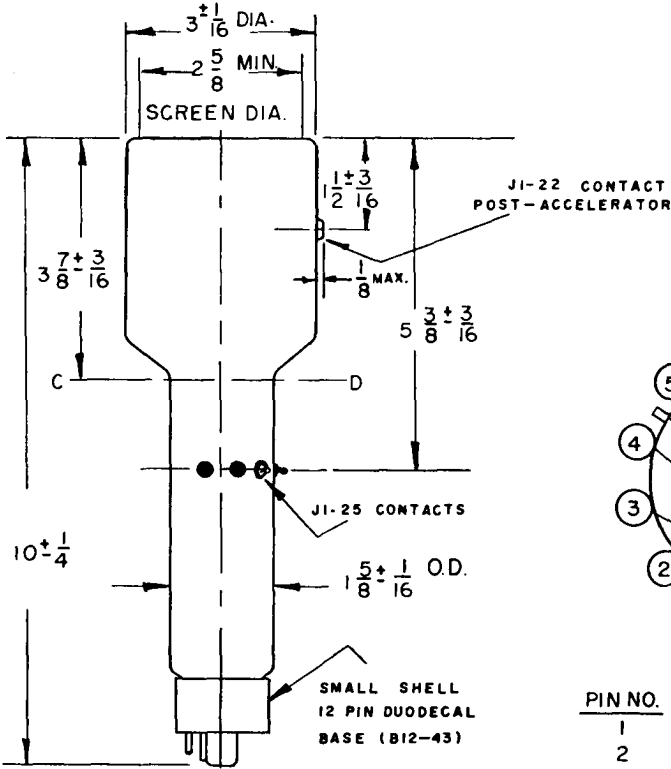 3 ± 1/16 DIA.
2 5/8 MIN.
SCREEN DIA.
1 1/2 ± 3/16
J1-22 CONTACT
POST-ACCELERATOR
3 7/8 ± 3/16
1/8 MAX.
5 3/8 ± 3/16
C D
5
4
3
2
J1-25 CONTACTS
10 ± 1/4
1 5/8 ± 1/16 O.D.
SMALL SHELL
12 PIN DUODECAL
BASE (B12-43)
PIN NO.
1
2